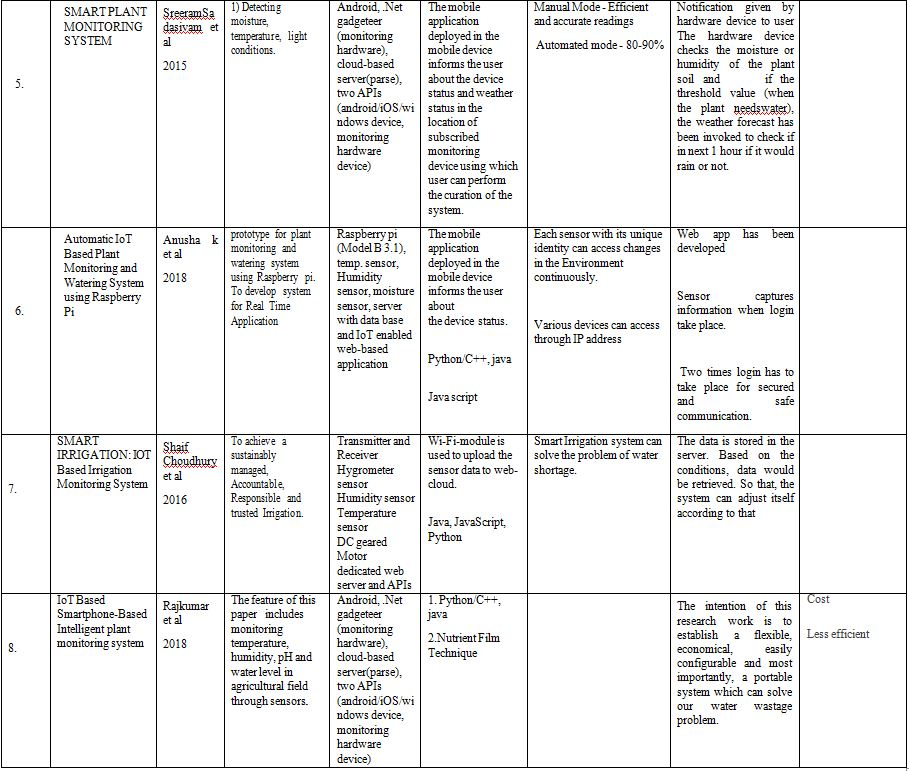 5.
SMART PLANT
MONITORING
SYSTEM
SreeramSa
dasivam et
al
2015
1) Detecting
moisture,
temperature, light
conditions.
Android, .Net
gadgeteer
(monitoring
hardware),
cloud-based
server(parse),
two APIs
(android/iOS/wi
ndows device,
monitoring
hardware
device)
The mobile
application
deployed in the
mobile device
informs the user
about the device
status and weather
status in the
location of
subscribed
monitoring
device using which
user can perform
the curation of the
system.
Manual Mode - Efficient
and accurate readings
Automated mode - 80-90%
Notification given by
hardware device to user
The hardware device
checks the moisture or
humidity of the plant
soil and if the
threshold value (when
the plant needswater),
the weather forecast has
been invoked to check if
in next 1 hour if it would
rain or not.
6.
Automatic IoT
Based Plant
Monitoring and
Watering System
using Raspberry
Pi
Anusha k
et al
2018
prototype for plant
monitoring and
watering system
using Raspberry pi.
To develop system
for Real Time
Application
Raspberry pi
(Model B 3.1),
temp. sensor,
Humidity
sensor, moisture
sensor, server
with data base
and IoT enabled
web-based
application
The mobile
application
deployed in the
mobile device
informs the user
about
the device status.
Python/C++, java
Java script
Each sensor with its unique
identity can access changes
in the Environment
continuously.
Various devices can access
through IP address
Web app has been
developed
Sensor captures
information when login
take place.
Two times login has to
take place for secured
and safe
communication.
7.
SMART
IRRIGATION: IOT
Based Irrigation
Monitoring System
Shaif
Choudhury
et al
2016
To achieve a
sustainably
managed,
Accountable,
Responsible and
trusted Irrigation.
Transmitter and
Receiver
Hygrometer
sensor
Humidity sensor
Temperature
sensor
DC geared
Motor
dedicated web
server and APIs
Wi-Fi-module is
used to upload the
sensor data to web-
cloud.
Java, JavaScript,
Python
Smart Irrigation system can
solve the problem of water
shortage.
The data is stored in the
server. Based on the
conditions, data would
be retrieved. So that, the
system can adjust itself
according to that
8.
IoT Based
Smartphone-Based
Intelligent plant
monitoring system
Rajkumar
et al
2018
The feature of this
paper includes
monitoring
temperature,
humidity, pH and
water level in
agricultural field
through sensors.
Android, .Net
gadgeteer
(monitoring
hardware),
cloud-based
server(parse),
two APIs
(android/iOS/wi
ndows device,
monitoring
hardware
device)
1. Python/C++,
java
2.Nutrient Film
Technique
The intention of this
research work is to
establish a flexible,
economical, easily
configurable and most
importantly, a portable
system which can solve
our water wastage
problem.
Cost
Less efficient